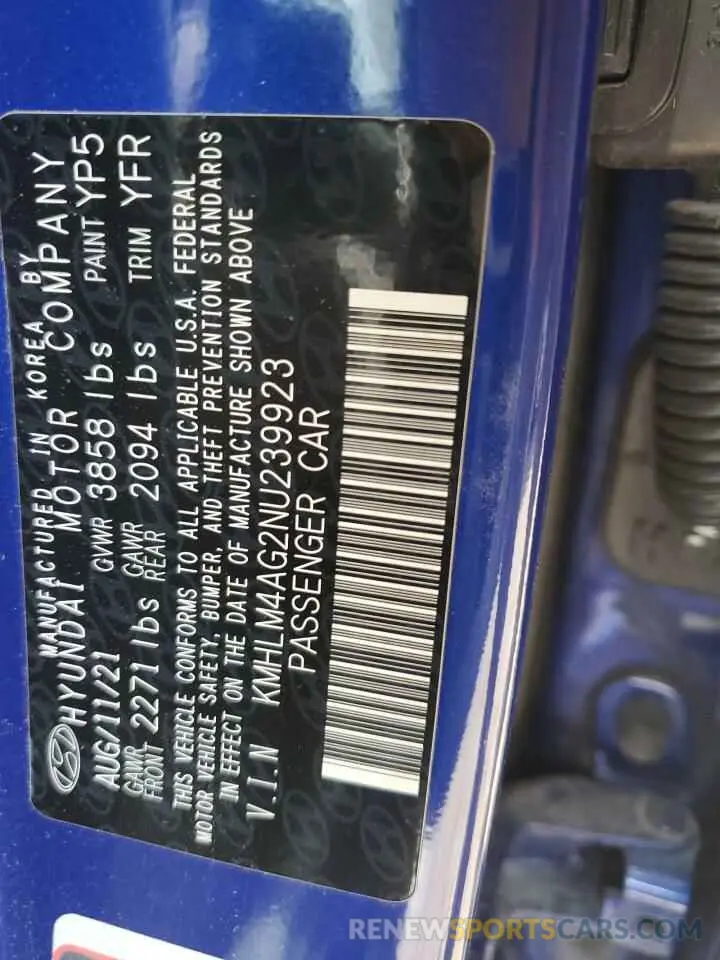 MANUFACTURED IN KOREA BY
HYUNDAI MOTOR COMPANY
AUG/11/21 GVWR 3858 lbs PAINT YP5
GAWR FRONT 2271 lbs GAWR REAR 2094 lbs TRIM YFR
THIS VEHICLE CONFORMS TO ALL APPLICABLE U.S.A. FEDERAL
MOTOR VEHICLE SAFETY, BUMPER, AND THEFT PREVENTION STANDARDS
IN EFFECT ON THE DATE OF MANUFACTURE SHOWN ABOVE
V.I.N KMHLM4AG2NU239923
PASSENGER CAR
RENEWSPORTSCARS.COM